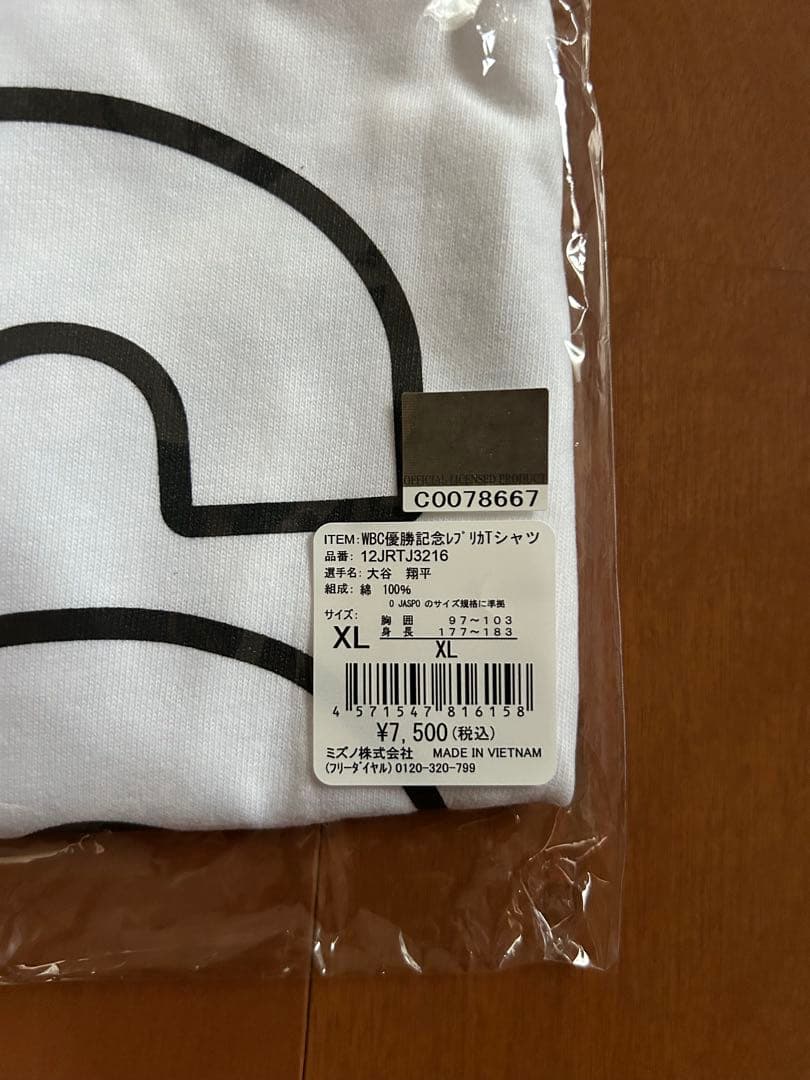 OFFICIAL LICENSED PRODUCT
C0078667
ITEM:WBC優勝記念ﾚﾌﾟﾘｶTシャツ
品番: 12JRTJ3216
選手名: 大谷 翔平
組成: 綿 100%
0 JASPO のサイズ規格に準拠
サイズ: XL 胸囲 97~103
身長 177~183
XL
4 571547 816158
¥7,500(税込)
ミズノ株式会社 MADE IN VIETNAM
(ﾌﾘｰﾀﾞｲﾔﾙ) 0120-320-799